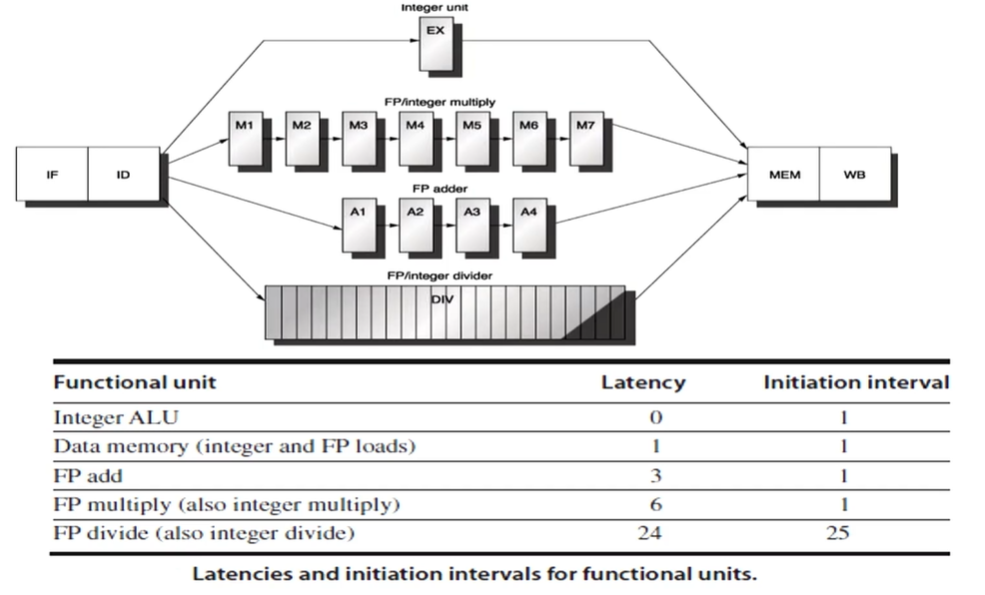 Integer unit
EX
FP/integer multiply
M1 M2 M3 M4 M5 M6 M7
IF ID MEM WB
FP adder
A1 A2 A3 A4
FP/integer divider
DIV
Functional unit Latency Initiation interval
Integer ALU 0 1
Data memory (integer and FP loads) 1 1
FP add 3 1
FP multiply (also integer multiply) 6 1
FP divide (also integer divide) 24 25
Latencies and initiation intervals for functional units.